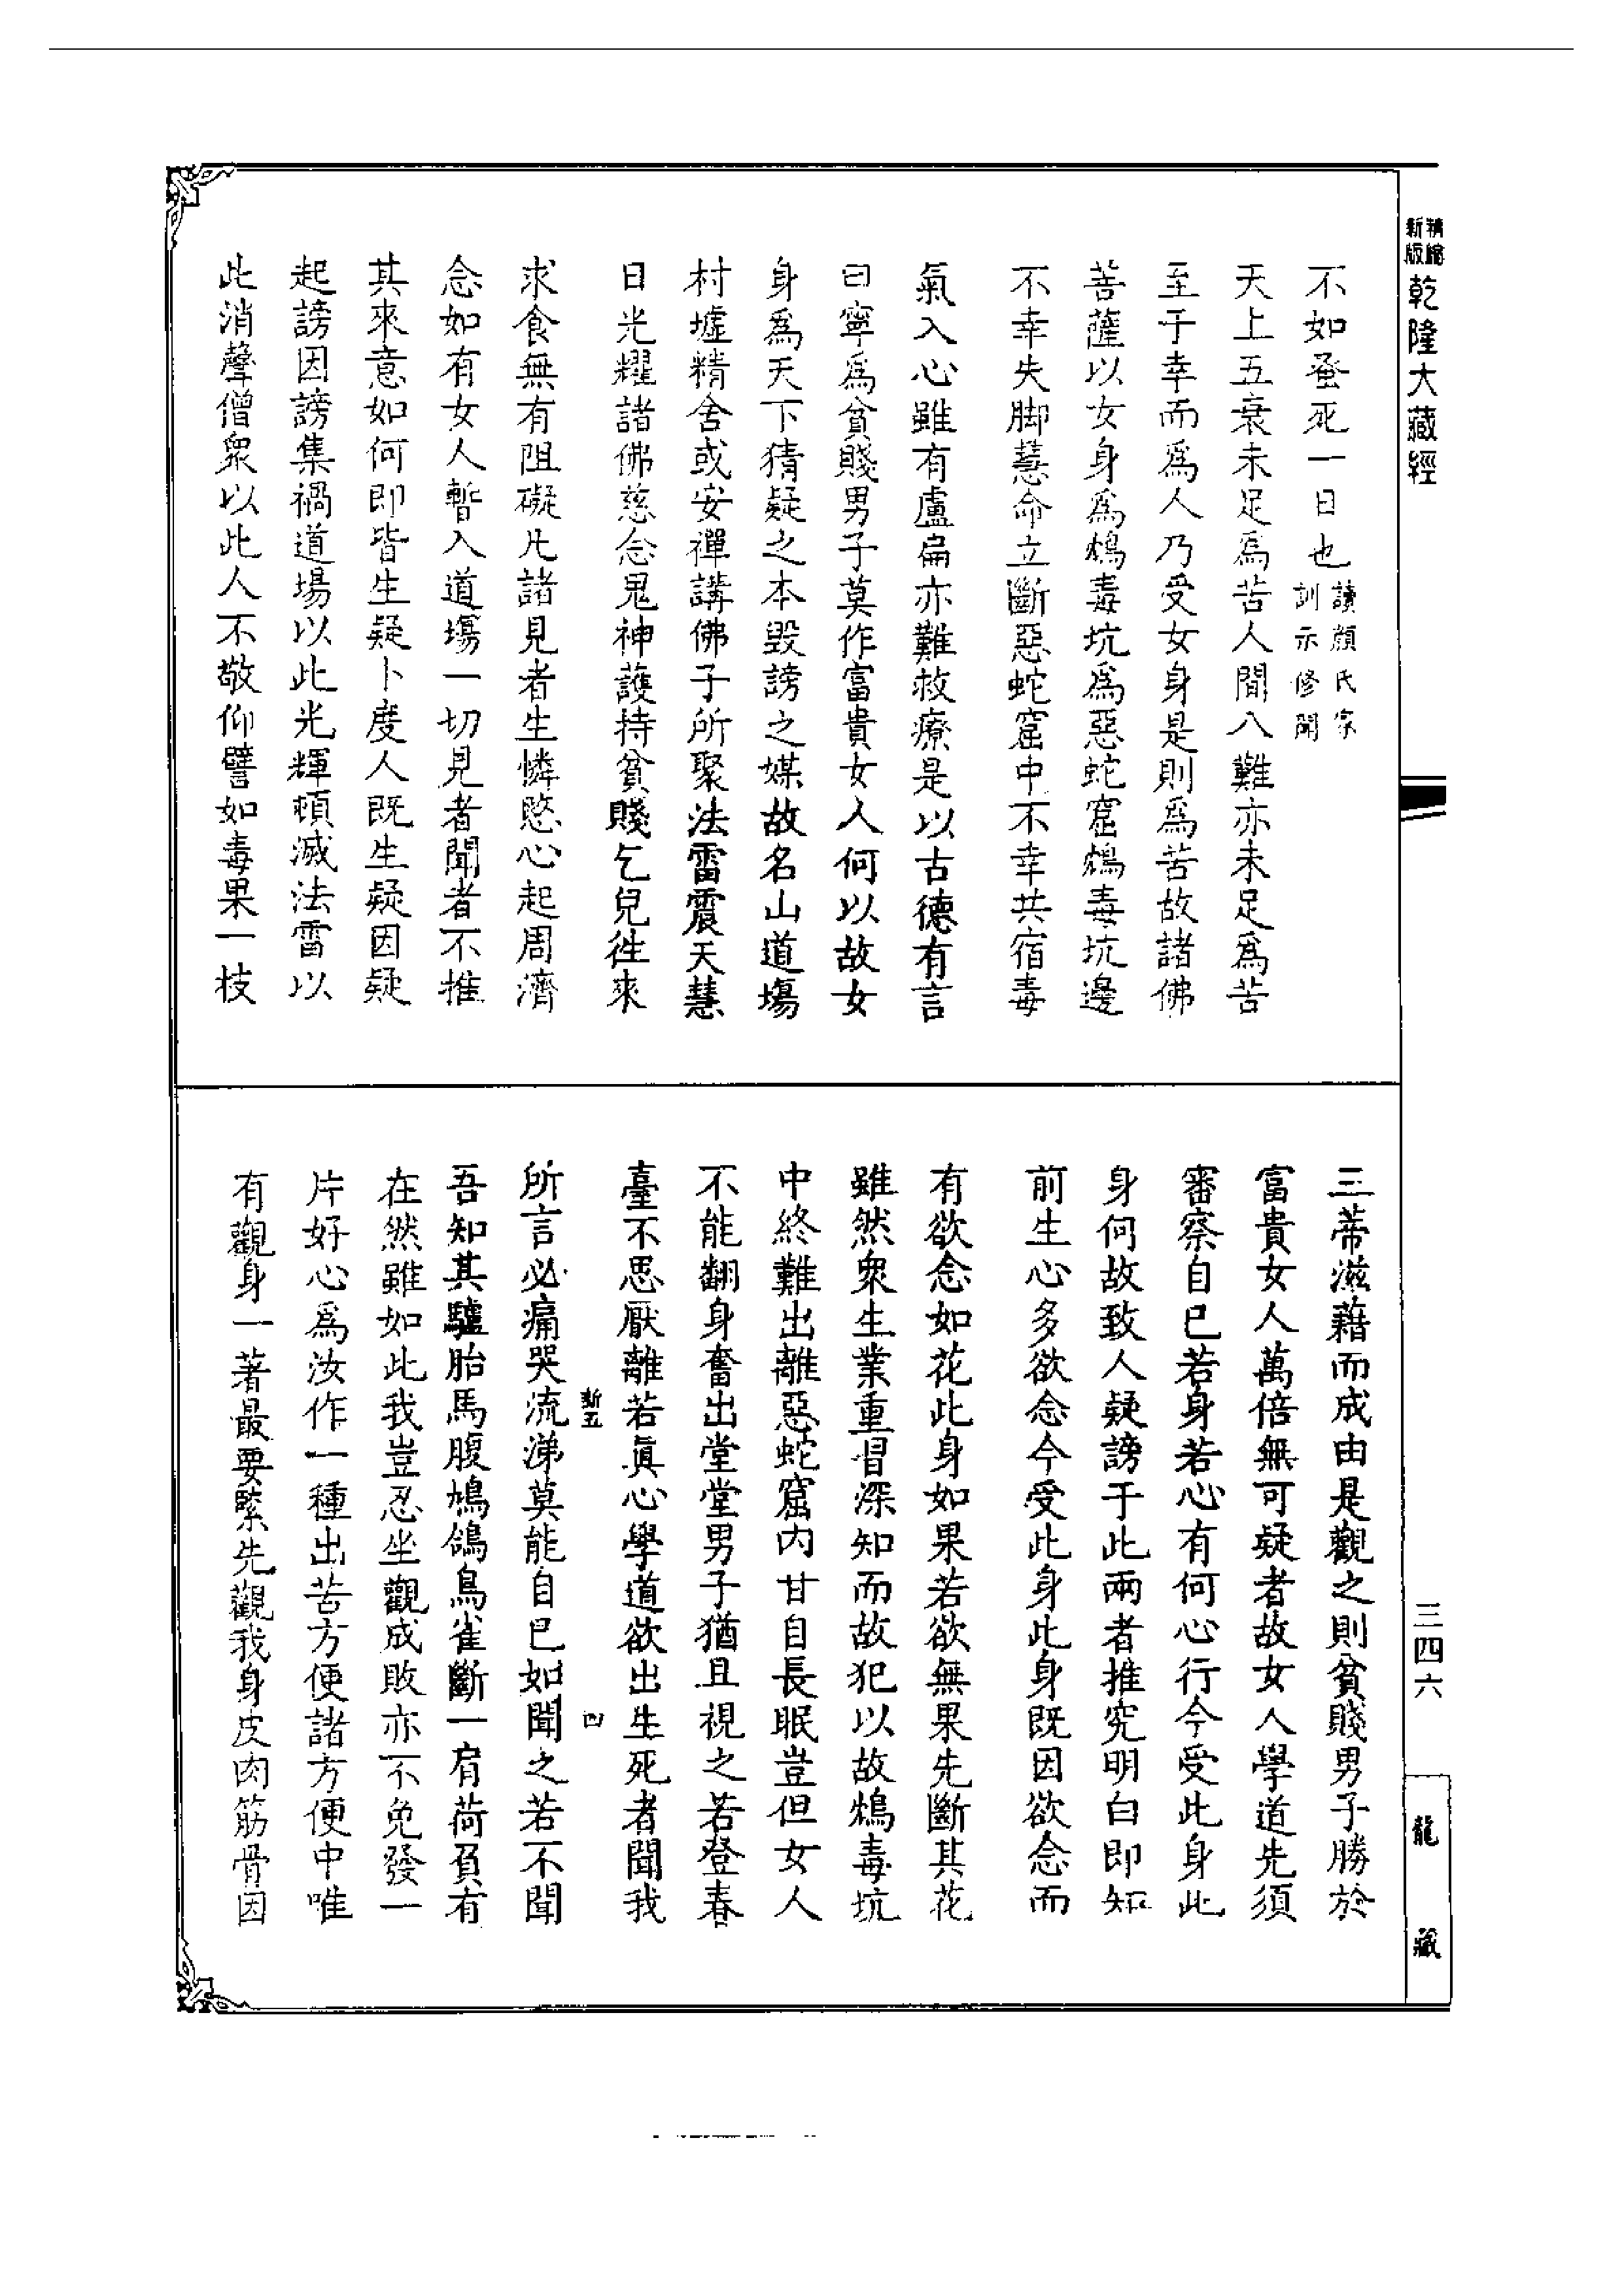 精縮新版乾隆大藏經
不如蚤死一日也讀顏氏家訓示修開
天上五衰未足爲苦人間八難亦未足爲苦
至于幸而爲人乃受女身是則爲苦故諸佛
菩薩以女身爲鴆毒坑爲惡蛇窟鴆毒坑邊
不幸失脚慧命立斷惡蛇窟中不幸共宿毒
氣入心雖有盧扁亦難救療是以古德有言
曰寧爲貧賤男子莫作富貴女人何以故女
身爲天下猜疑之本毀謗之媒故名山道場
村墟精舍或安禪講佛子所聚法雷震天慧
日光耀諸佛慈念鬼神護持貧賤乞兒徃來
求食無有阻礙凡諸見者生憐愍心起周濟
念如有女人暫入道場一切見者聞者不推
其來意如何即皆生疑卜度人既生疑因疑
起謗因謗集禍道場以此光輝頓滅法雷以
此消聲僧衆以此人不敬仰譬如毒果一枝
三蒂滋藉而成由是觀之則貧賤男子勝於
富貴女人萬倍無可疑者故女人學道先須
審察自巳若身若心有何心行今受此身此
身何故致人疑謗于此兩者推究明白即知
前生心多欲念今受此身此身既因欲念而
有欲念如花此身如果若欲無果先斷其花
雖然衆生業重習深知而故犯以故鴆毒坑
中終難出離惡蛇窟内甘自長眠豈但女人
不能翻身奮出堂堂男子猶且視之若登春
臺不思厭離若眞心學道欲出生死者聞我
所言必痛哭流涕莫能自巳如聞之若不聞
吾知其驢胎馬腹鳩鴿鳥雀斷一肩荷負有
在然雖如此我豈忍坐觀成敗亦不免發一
片好心爲汝作一種出苦方便諸方便中唯
有觀身一著最要緊先觀我身皮肉筋骨因
四
三四六
龍藏